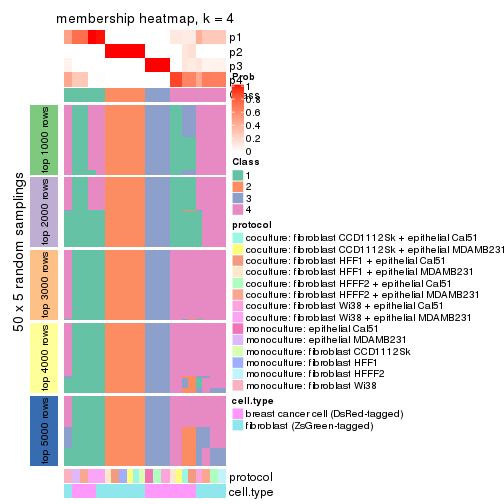 membership heatmap, k = 4
p1
p2
p3
p4
Prob
1
0.8
0.6
0.4
0.2
0
Class
Class
1
2
3
4
50 x 5 random samplings
top 1000 rows
top 2000 rows
top 3000 rows
top 4000 rows
top 5000 rows
protocol
coculture: fibroblast CCD1112Sk + epithelial Cal51
coculture: fibroblast CCD1112Sk + epithelial MDAMB231
coculture: fibroblast HFF1 + epithelial Cal51
coculture: fibroblast HFF1 + epithelial MDAMB231
coculture: fibroblast HFFF2 + epithelial Cal51
coculture: fibroblast HFFF2 + epithelial MDAMB231
coculture: fibroblast Wi38 + epithelial Cal51
coculture: fibroblast Wi38 + epithelial MDAMB231
monoculture: epithelial Cal51
monoculture: epithelial MDAMB231
monoculture: fibroblast CCD1112Sk
monoculture: fibroblast HFF1
monoculture: fibroblast HFFF2
monoculture: fibroblast Wi38
cell.type
breast cancer cell (DsRed-tagged)
fibroblast (ZsGreen-tagged)
protocol
cell.type